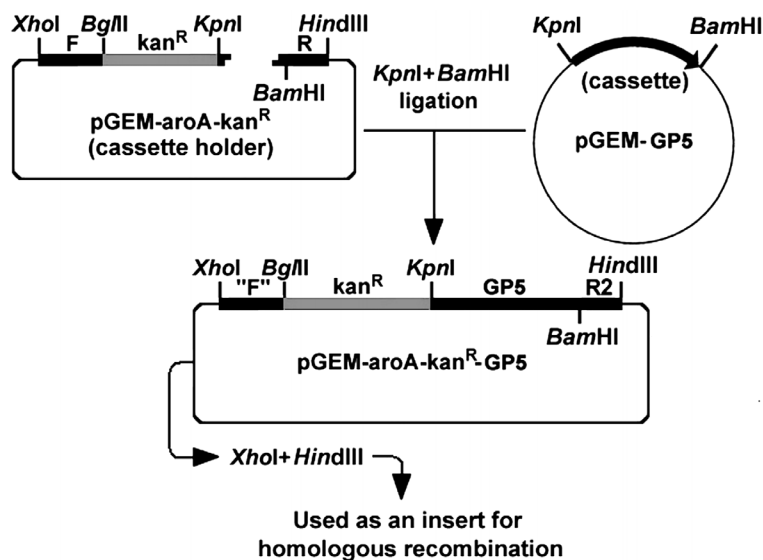 XhoI BglII KpnI HindIII
F kanR R
BamHI
pGEM-aroA-kanR
(cassette holder)
KpnI+BamHI
ligation
KpnI BamHI
(cassette)
pGEM-GP5
XhoI BglII KpnI HindIII
"F" kanR GP5 R2
BamHI
pGEM-aroA-kanR-GP5
XhoI+HindIII
Used as an insert for
homologous recombination